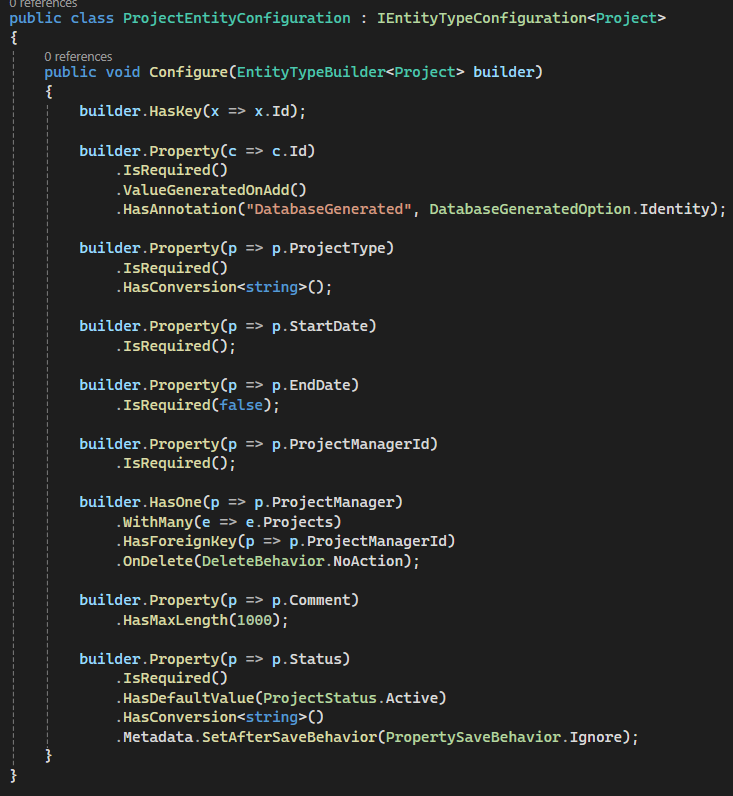 0 references
public class ProjectEntityConfiguration : IEntityTypeConfiguration<Project>
{
0 references
public void Configure(EntityTypeBuilder<Project> builder)
{
builder.HasKey(x => x.Id);
builder.Property(c => c.Id)
.IsRequired()
.ValueGeneratedOnAdd()
.HasAnnotation("DatabaseGenerated", DatabaseGeneratedOption.Identity);
builder.Property(p => p.ProjectType)
.IsRequired()
.HasConversion<string>();
builder.Property(p => p.StartDate)
.IsRequired();
builder.Property(p => p.EndDate)
.IsRequired(false);
builder.Property(p => p.ProjectManagerId)
.IsRequired();
builder.HasOne(p => p.ProjectManager)
.WithMany(e => e.Projects)
.HasForeignKey(p => p.ProjectManagerId)
.OnDelete(DeleteBehavior.NoAction);
builder.Property(p => p.Comment)
.HasMaxLength(1000);
builder.Property(p => p.Status)
.IsRequired()
.HasDefaultValue(ProjectStatus.Active)
.HasConversion<string>()
.Metadata.SetAfterSaveBehavior(PropertySaveBehavior.Ignore);
}
}